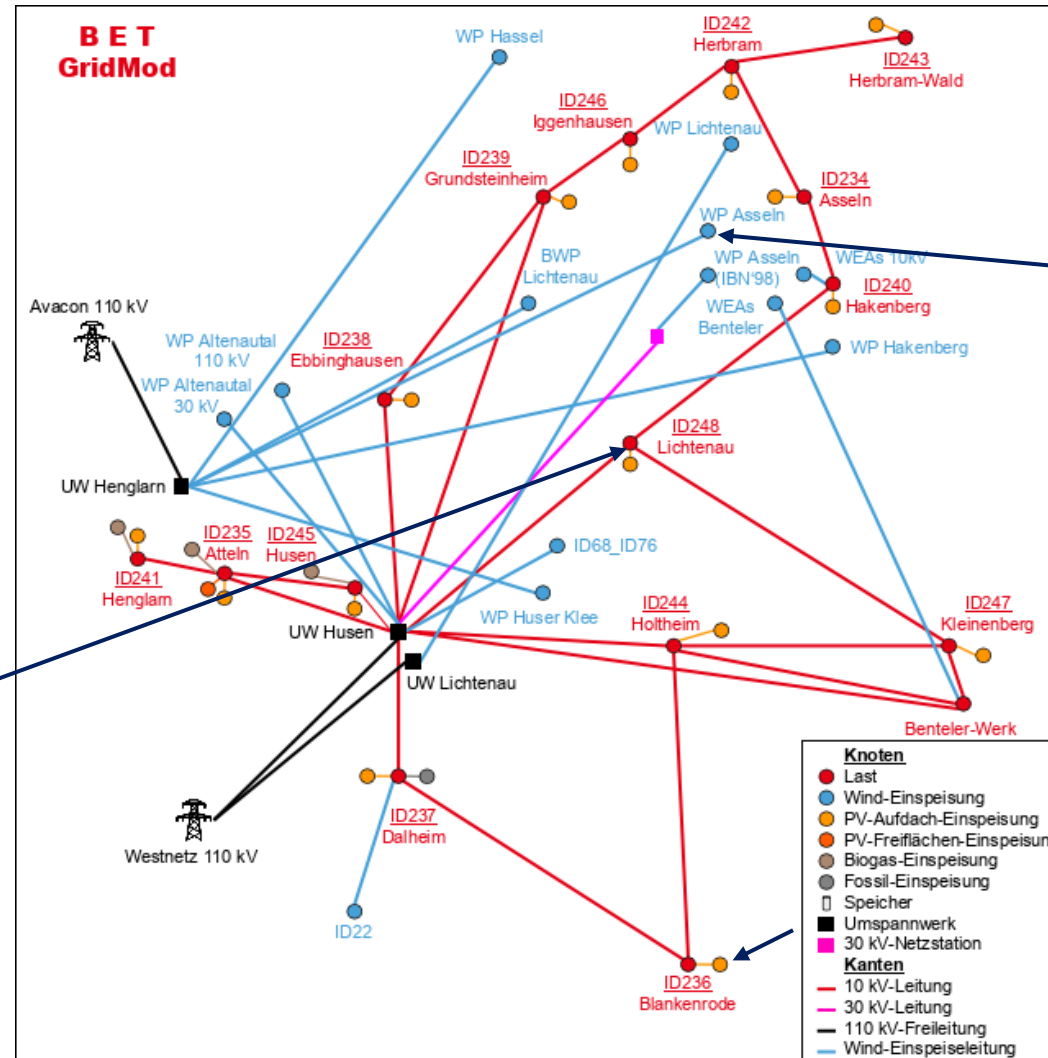 B E T
GridMod
WP Hassel
ID242
Herbram
ID243
Herbram-Wald
ID246
Iggenhausen
WP Lichtenau
ID239
Grundsteinheim
ID234
Asseln
WP Asseln
BWP
Lichtenau
WP Asseln
(IBN'98)
WEAs 10kV
ID240
Hakenberg
WEAs
Benteler
Avacon 110 kV
WP Altenautal
110 kV
ID238
Ebbinghausen
WP Hakenberg
WP Altenautal
30 kV
ID248
Lichtenau
UW Henglarn
ID235
Atteln
ID245
Husen
ID68_ID76
ID241
Henglarn
WP Huser Klee
ID244
Holtheim
ID247
Kleinenberg
UW Husen
UW Lichtenau
Benteler-Werk
ID237
Dalheim
Westnetz 110 kV
ID22
ID236
Blankenrode
Knoten
Last
Wind-Einspeisung
PV-Aufdach-Einspeisung
PV-Freiflächen-Einspeisun
Biogas-Einspeisung
Fossil-Einspeisung
Speicher
Umspannwerk
30 kV-Netzstation
Kanten
10 kV-Leitung
30 kV-Leitung
110 kV-Freileitung
Wind-Einspeiseleitung